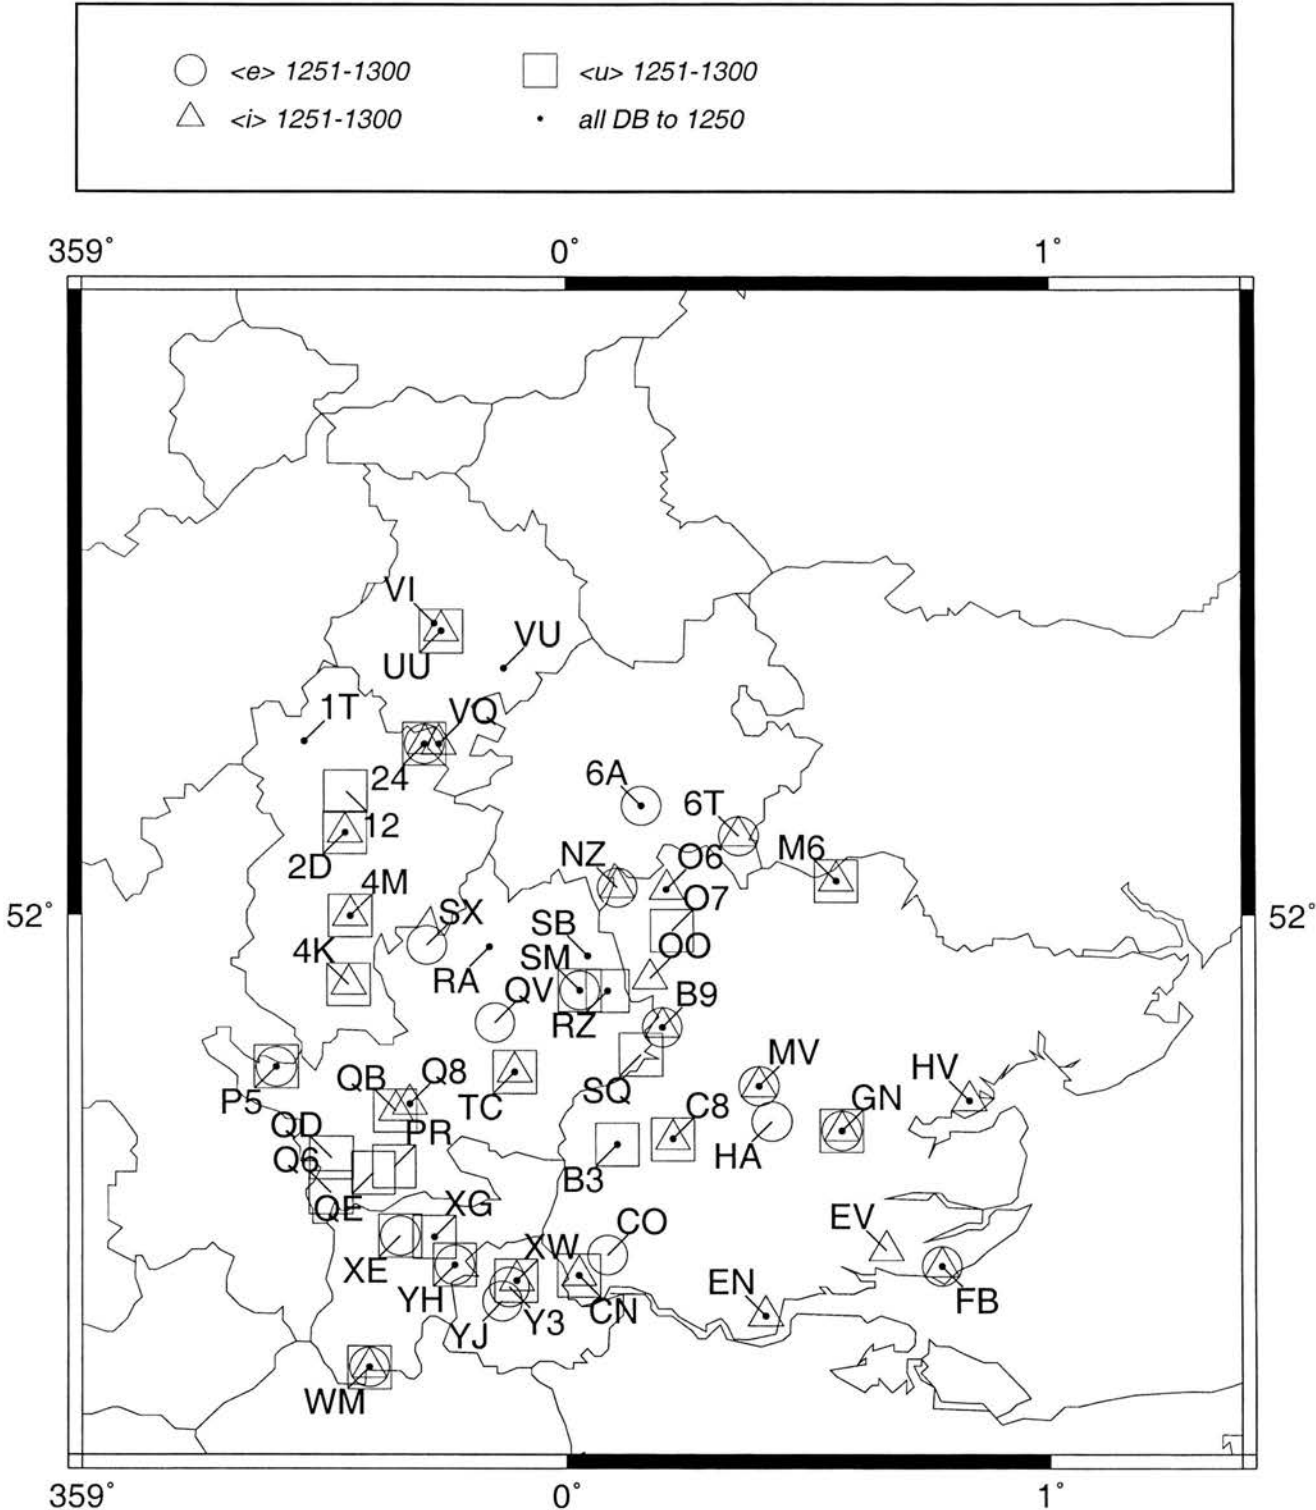 <e> 1251-1300 <u> 1251-1300
<i> 1251-1300 all DB to 1250
359° 0° 1°
VI
VU
UU
1T
VQ
24
6A
6T
12
NZ
O6
M6
2D
4M
O7
SX
SB
52° 52°
4K
SM
OO
RA
QV
B9
RZ
MV
HV
P5
QB
Q8
TC
SQ
C8
GN
QD
PR
HA
Q6
B3
QE
XG
CO
EV
XE
XW
YH
EN
FB
YJ
Y3
CN
WM
359° 0° 1°